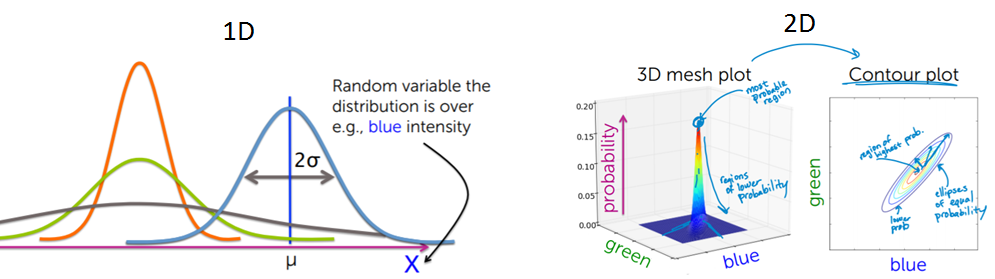 1D
Random variable the
distribution is over
e.g., blue intensity
2σ
μ
X
2D
3D mesh plot
most
probable
region
0.20
0.15
0.10
0.05
0.00
probability
regions
of lower
probability
green
blue
Contour plot
region of
highest prob.
ellipses
of equal
probability
lower
prob
green
blue